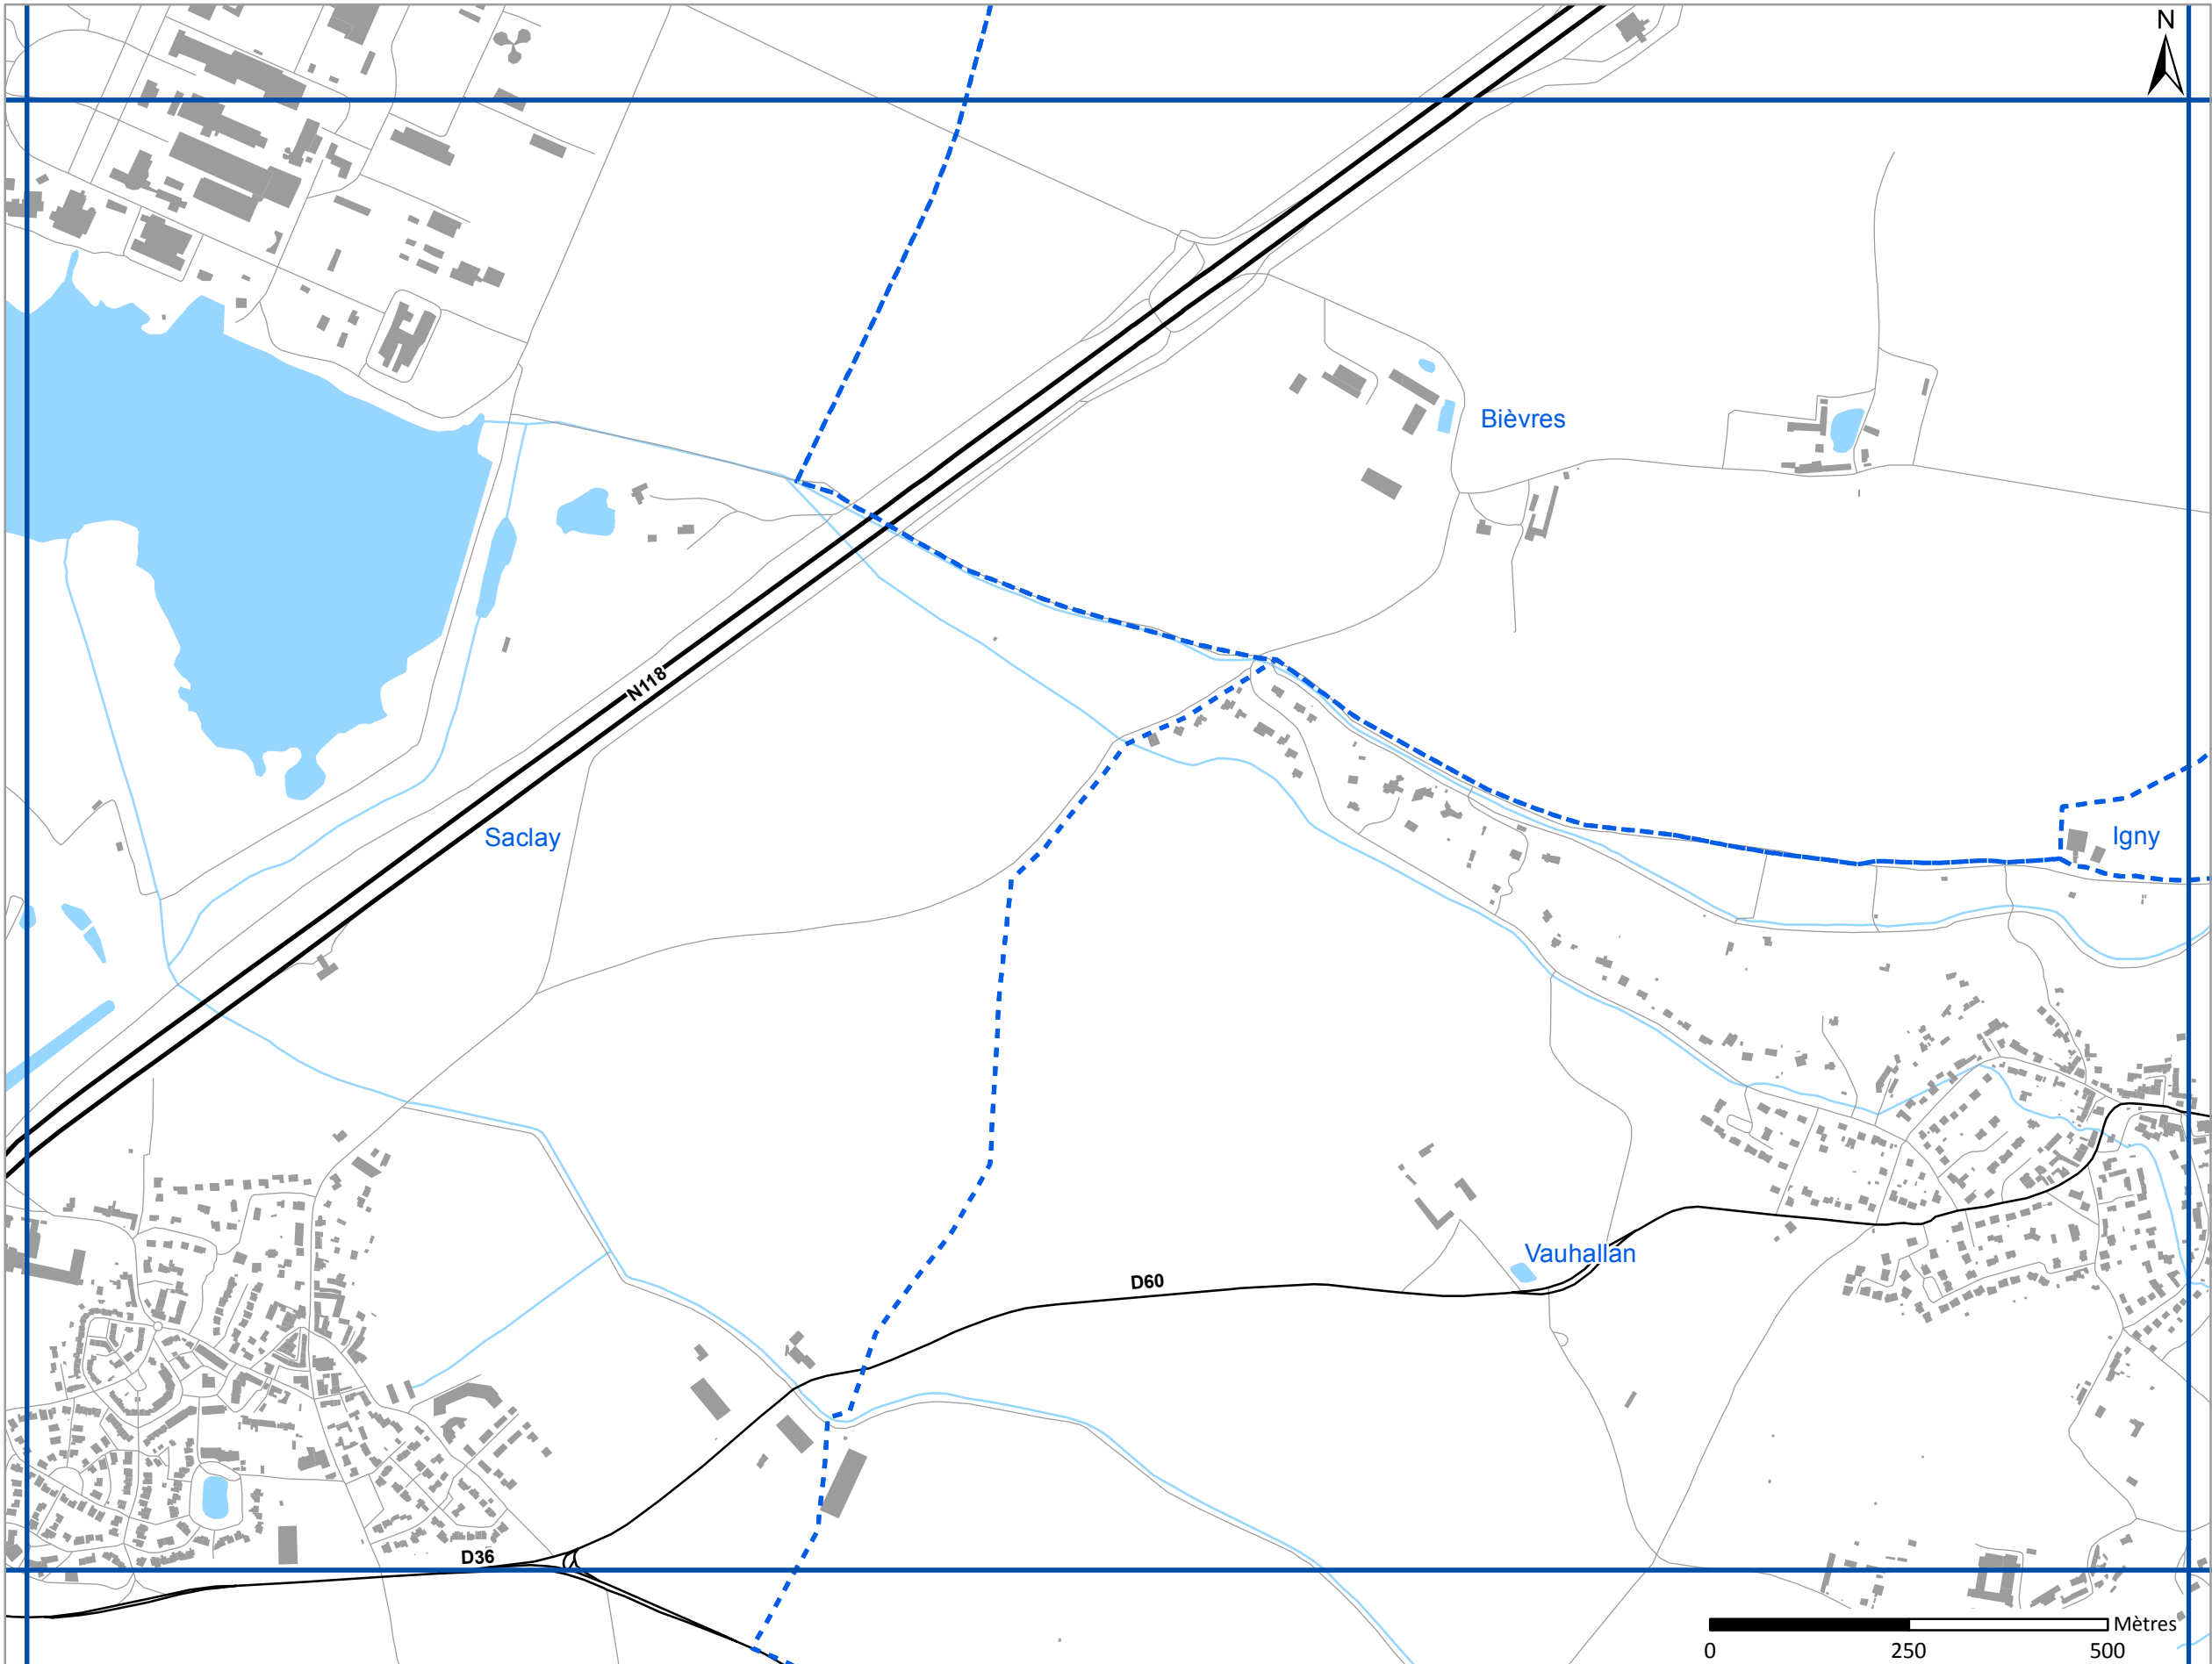 N
Bièvres
N118
Saclay
Igny
Vauhallan
D60
D36
Mètres
0 250 500